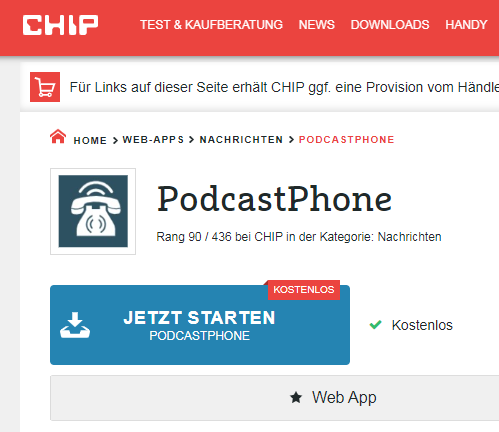 CHIP
TEST & KAUFBERATUNG NEWS DOWNLOADS HANDY
Für Links auf dieser Seite erhält CHIP ggf. eine Provision vom Händle
HOME > WEB-APPS > NACHRICHTEN > PODCASTPHONE
PodcastPhone
Rang 90 / 436 bei CHIP in der Kategorie: Nachrichten
KOSTENLOS
JETZT STARTEN
PODCASTPHONE
Kostenlos
Web App